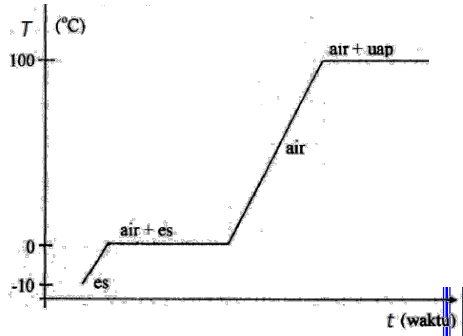 T (°C)
100
air + uap
air
air + es
0
-10
es
t (waktu)